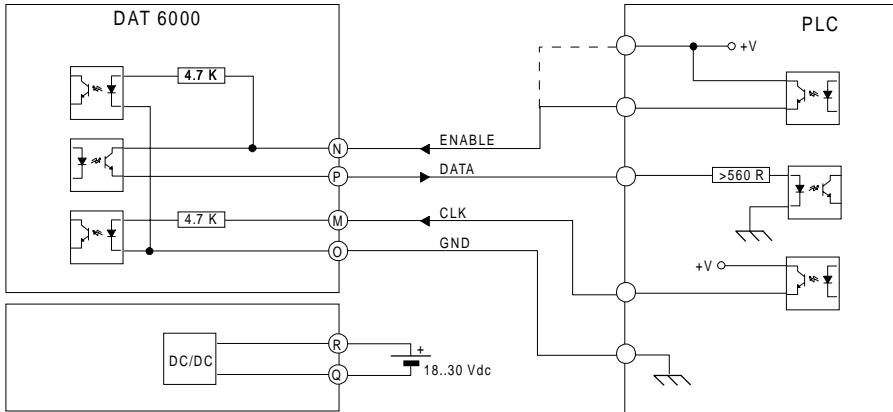 DAT 6000
PLC
+V
4.7 K
N
ENABLE
P
DATA
>560 R
4.7 K
M
CLK
O
GND
+V
R
+
DC/DC
18..30 Vdc
Q